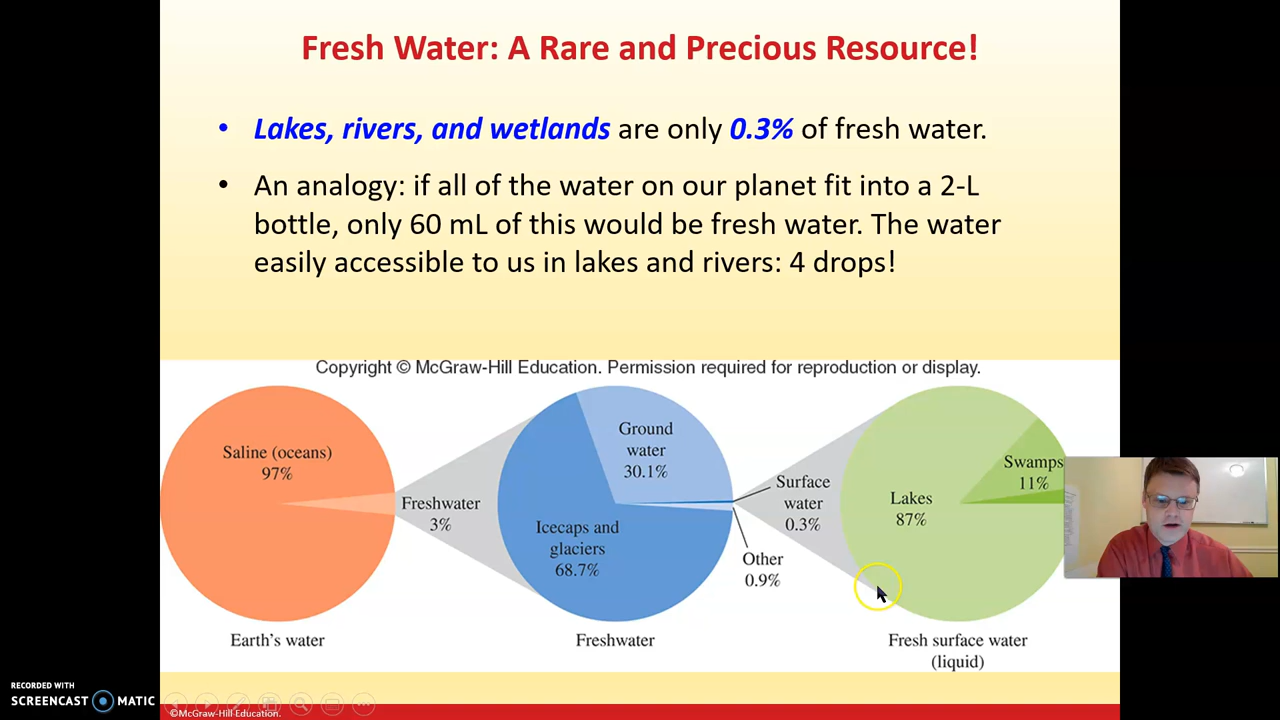 Fresh Water: A Rare and Precious Resource!
• Lakes, rivers, and wetlands are only 0.3% of fresh water.
• An analogy: if all of the water on our planet fit into a 2-L
bottle, only 60 mL of this would be fresh water. The water
easily accessible to us in lakes and rivers: 4 drops!
Copyright © McGraw-Hill Education. Permission required for reproduction or display.
Saline (oceans)
97%
Freshwater
3%
Ground
water
30.1%
Icecaps and
glaciers
68.7%
Surface
water
0.3%
Other
0.9%
Lakes
87%
Swamps
11%
Earth's water
Freshwater
Fresh surface water
(liquid)
RECORDED WITH
SCREENCAST MATIC
©McGraw-Hill Education.